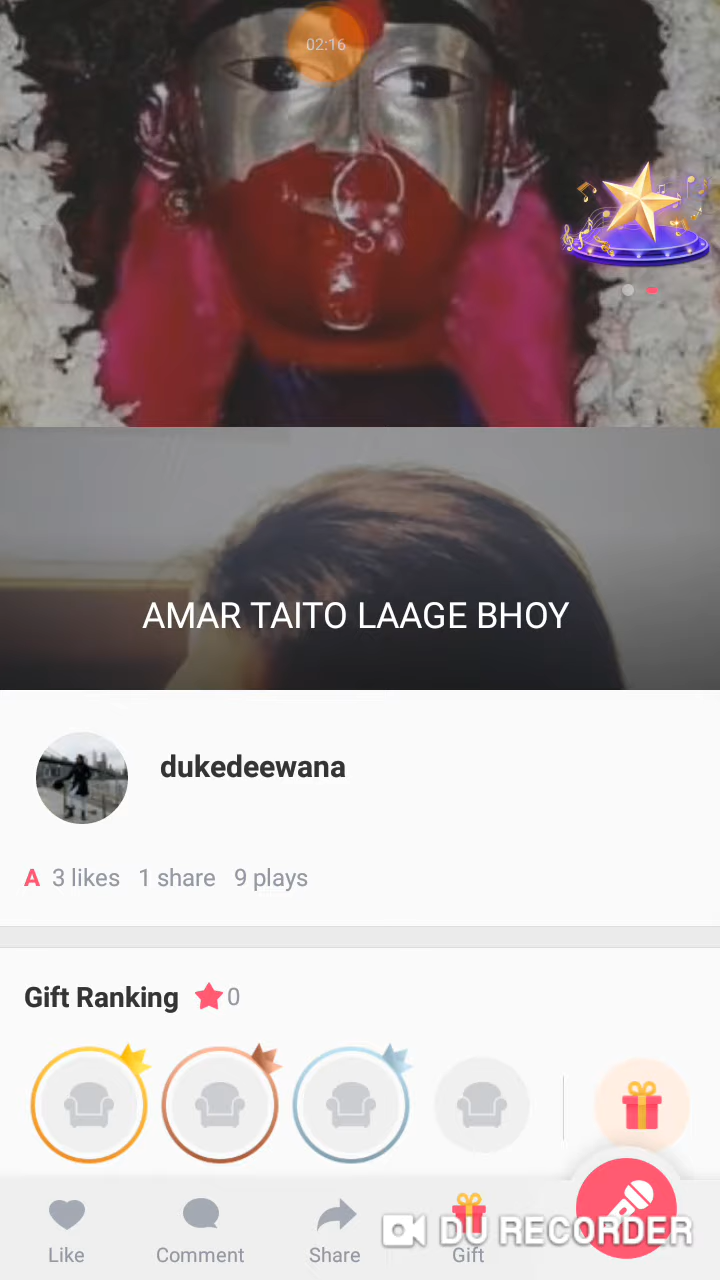 02:16
AMAR TAITO LAAGE BHOY
dukedeewana
A 3 likes 1 share 9 plays
Gift Ranking 0
Like Comment Share Gift
DU RECORDER